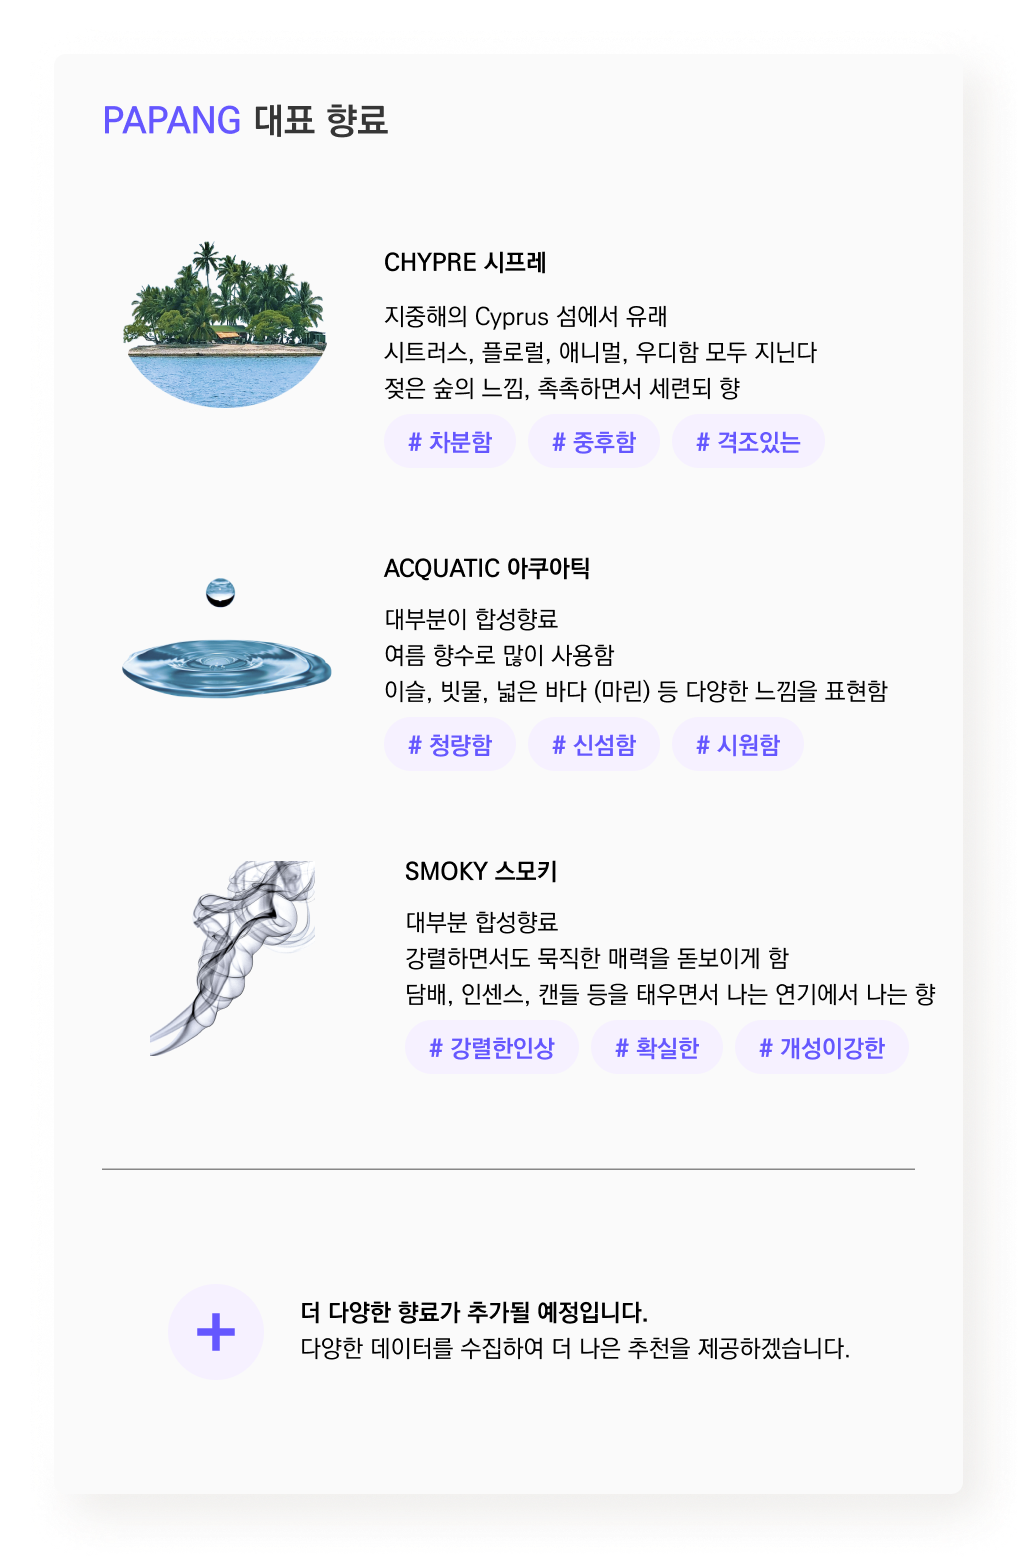 PAPANG 대표 향료
CHYPRE 시프레
지중해의 Cyprus 섬에서 유래
시트러스, 플로럴, 애니멀, 우디함 모두 지닌다
젖은 숲의 느낌, 촉촉하면서 세련되 향
# 차분함 # 중후함 # 격조있는
ACQUATIC 아쿠아틱
대부분이 합성향료
여름 향수로 많이 사용함
이슬, 빗물, 넓은 바다 (마린) 등 다양한 느낌을 표현함
# 청량함 # 신섬함 # 시원함
SMOKY 스모키
대부분 합성향료
강렬하면서도 묵직한 매력을 돋보이게 함
담배, 인센스, 캔들 등을 태우면서 나는 연기에서 나는 향
# 강렬한인상 # 확실한 # 개성이강한
더 다양한 향료가 추가될 예정입니다.
다양한 데이터를 수집하여 더 나은 추천을 제공하겠습니다.